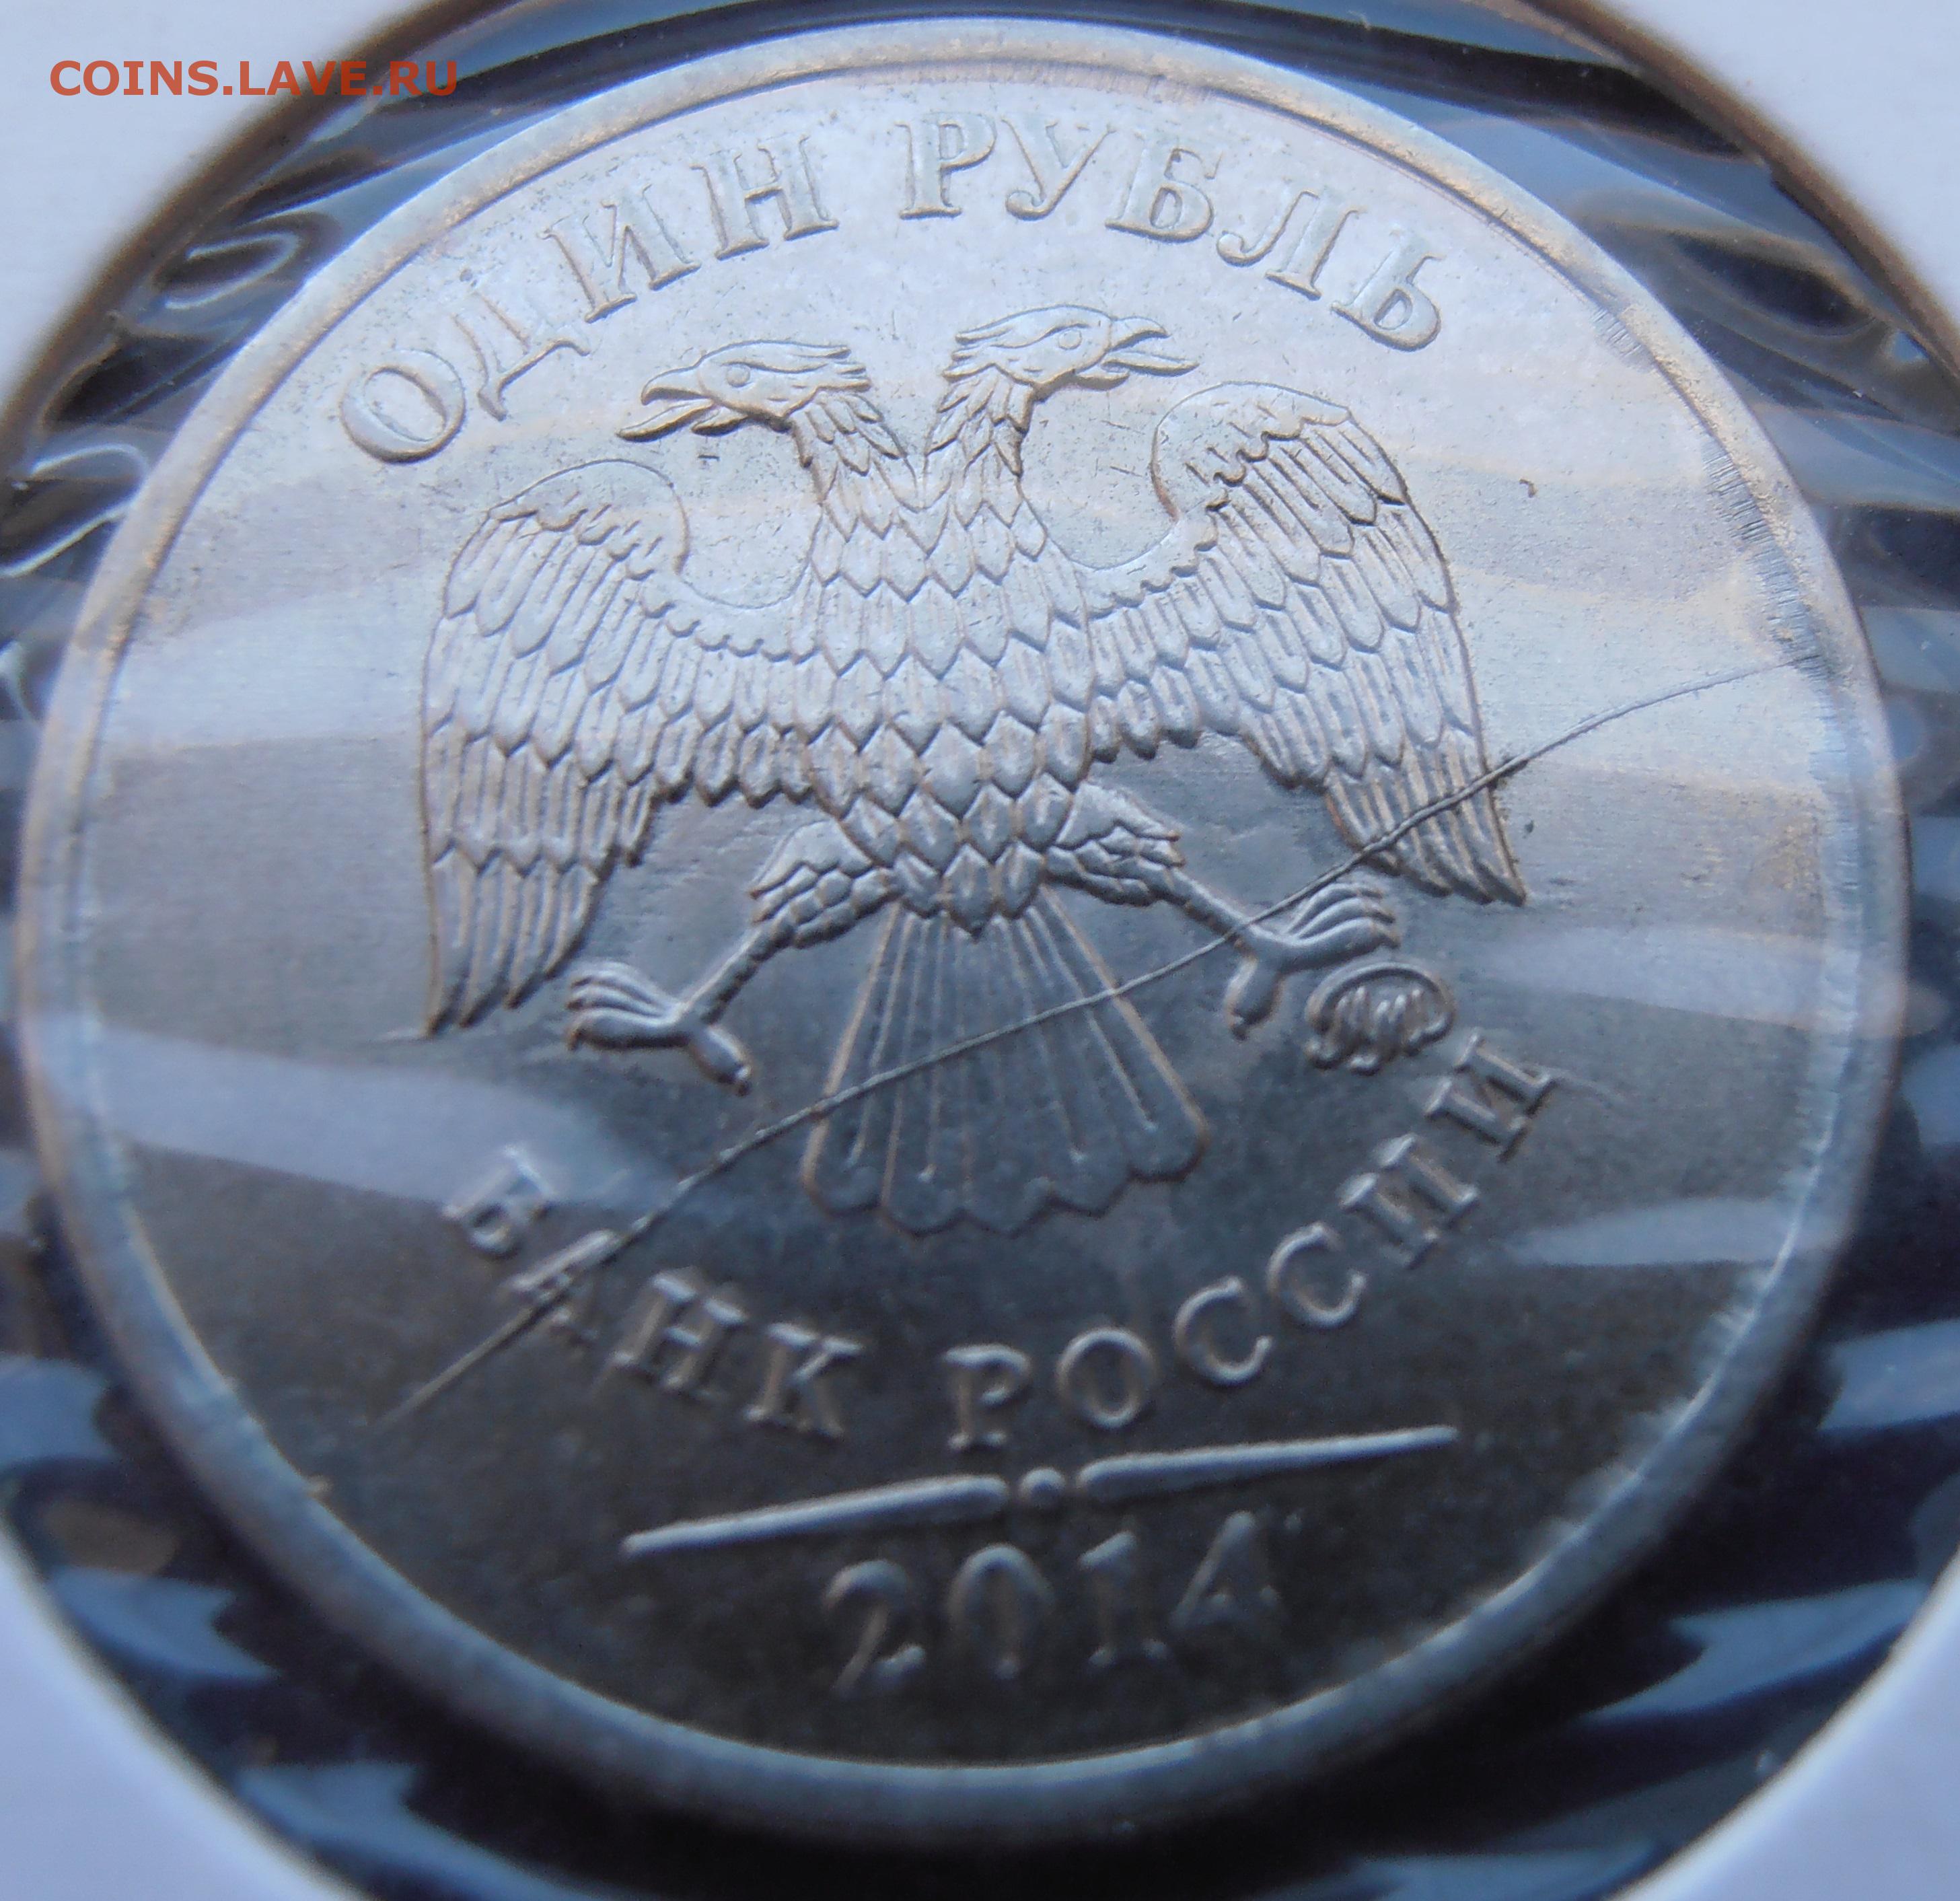 COINS.LAVE.RU
ОДИН РУБЛЬ
БАНК РОССИИ
2014